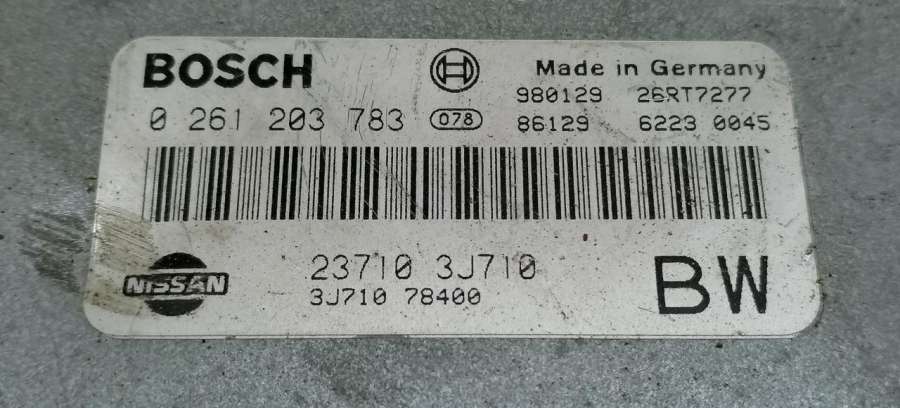 BOSCH Made in Germany
980129 26RT7277
0 261 203 783 078 86129 6223 0045
NISSAN 23710 3J710 BW
3J710 78400